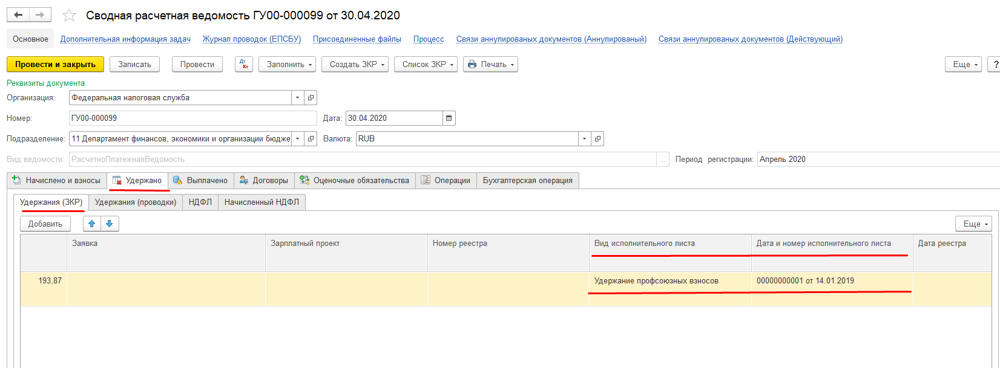 Сводная расчетная ведомость ГУ00-000099 от 30.04.2020
Основное Дополнительная информация задач Журнал проводок (ЕПСБУ) Присоединенные файлы Процесс Связи аннулированых документов (Аннулированый) Связи аннулированых документов (Действующий)
Провести и закрыть Записать Провести Дт Кт Заполнить Создать ЗКР Список ЗКР Печать Еще ?
Реквизиты документа
Организация: Федеральная налоговая служба
Номер: ГУ00-000099 Дата: 30.04.2020
Подразделение: 11 Департамент финансов, экономики и организации бюдже Валюта: RUB
Вид ведомости: РасчетноПлатежнаяВедомость ... Период регистрации: Апрель 2020
Начислено и взносы Удержано Выплачено Договоры Оценочные обязательства Операции Бухгалтерская операция
Удержания (ЗКР) Удержания (проводки) НДФЛ Начисленный НДФЛ
Добавить Еще
Заявка Зарплатный проект Номер реестра Вид исполнительного листа Дата и номер исполнительного листа Дата реестра
193,87 Удержание профсоюзных взносов 00000000001 от 14.01.2019